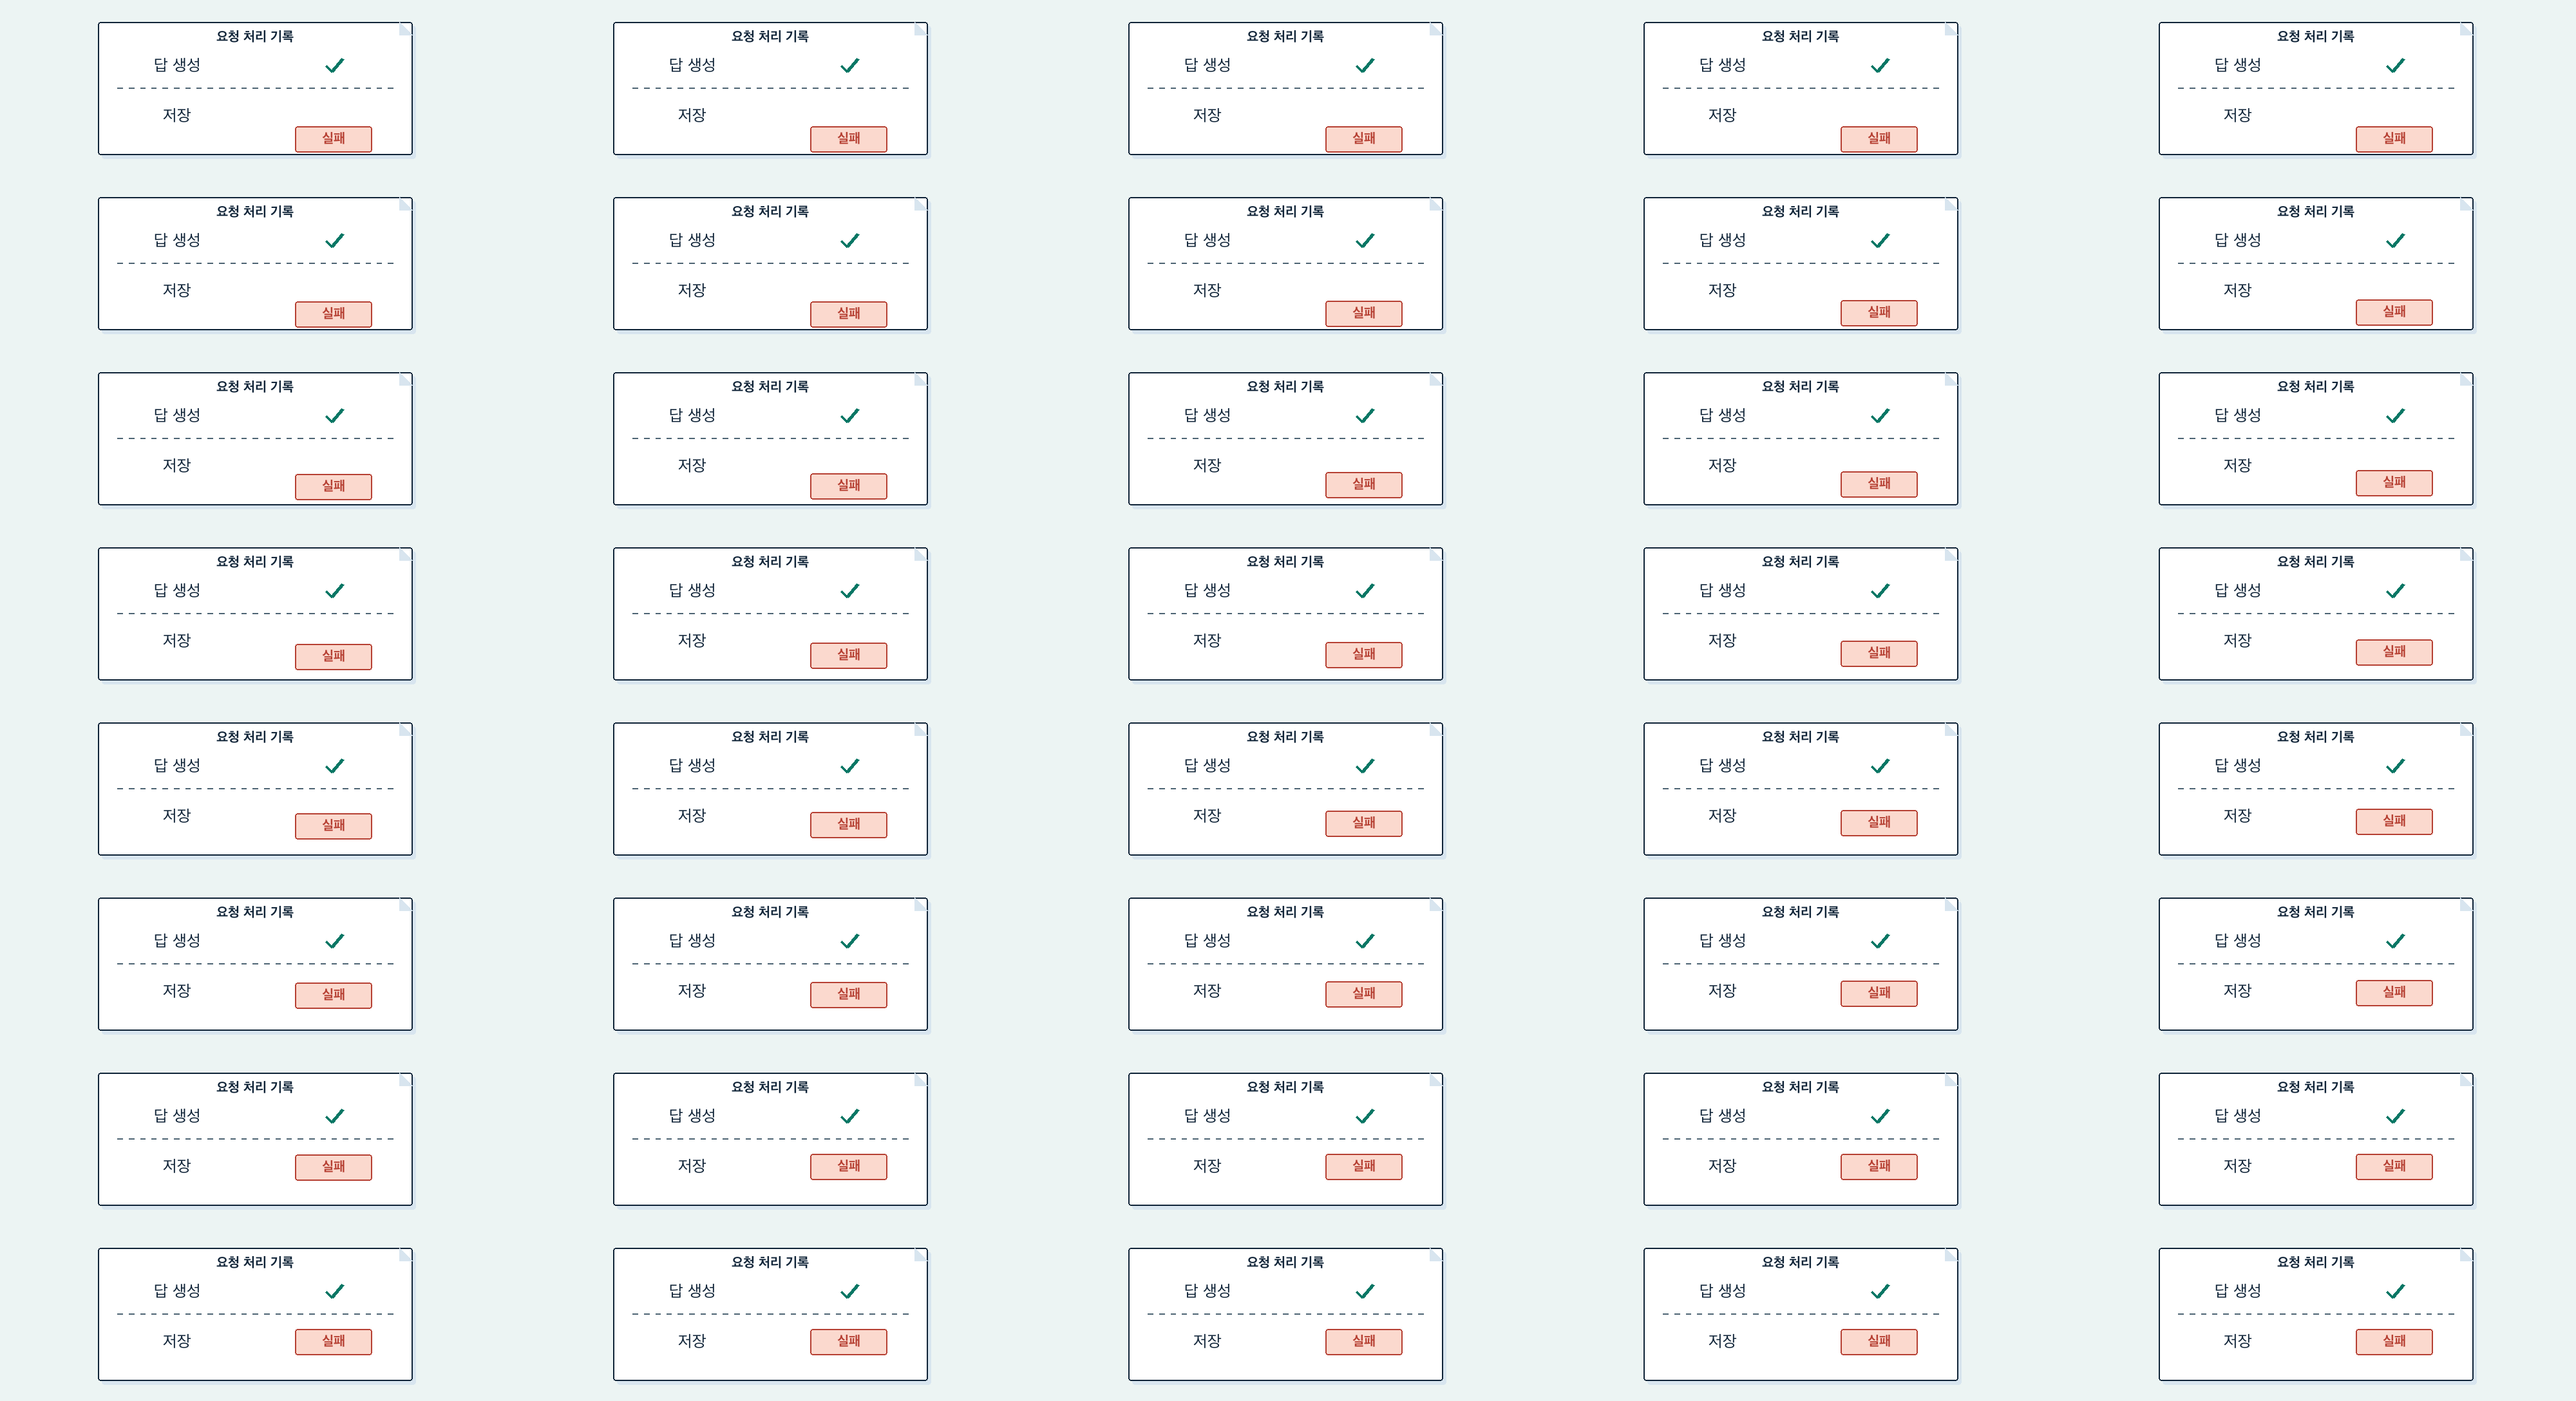 요청 처리 기록
답 생성
저장
실패
요청 처리 기록
답 생성
저장
실패
요청 처리 기록
답 생성
저장
실패
요청 처리 기록
답 생성
저장
실패
요청 처리 기록
답 생성
저장
실패
요청 처리 기록
답 생성
저장
실패
요청 처리 기록
답 생성
저장
실패
요청 처리 기록
답 생성
저장
실패
요청 처리 기록
답 생성
저장
실패
요청 처리 기록
답 생성
저장
실패
요청 처리 기록
답 생성
저장
실패
요청 처리 기록
답 생성
저장
실패
요청 처리 기록
답 생성
저장
실패
요청 처리 기록
답 생성
저장
실패
요청 처리 기록
답 생성
저장
실패
요청 처리 기록
답 생성
저장
실패
요청 처리 기록
답 생성
저장
실패
요청 처리 기록
답 생성
저장
실패
요청 처리 기록
답 생성
저장
실패
요청 처리 기록
답 생성
저장
실패
요청 처리 기록
답 생성
저장
실패
요청 처리 기록
답 생성
저장
실패
요청 처리 기록
답 생성
저장
실패
요청 처리 기록
답 생성
저장
실패
요청 처리 기록
답 생성
저장
실패
요청 처리 기록
답 생성
저장
실패
요청 처리 기록
답 생성
저장
실패
요청 처리 기록
답 생성
저장
실패
요청 처리 기록
답 생성
저장
실패
요청 처리 기록
답 생성
저장
실패
요청 처리 기록
답 생성
저장
실패
요청 처리 기록
답 생성
저장
실패
요청 처리 기록
답 생성
저장
실패
요청 처리 기록
답 생성
저장
실패
요청 처리 기록
답 생성
저장
실패
요청 처리 기록
답 생성
저장
실패
요청 처리 기록
답 생성
저장
실패
요청 처리 기록
답 생성
저장
실패
요청 처리 기록
답 생성
저장
실패
요청 처리 기록
답 생성
저장
실패